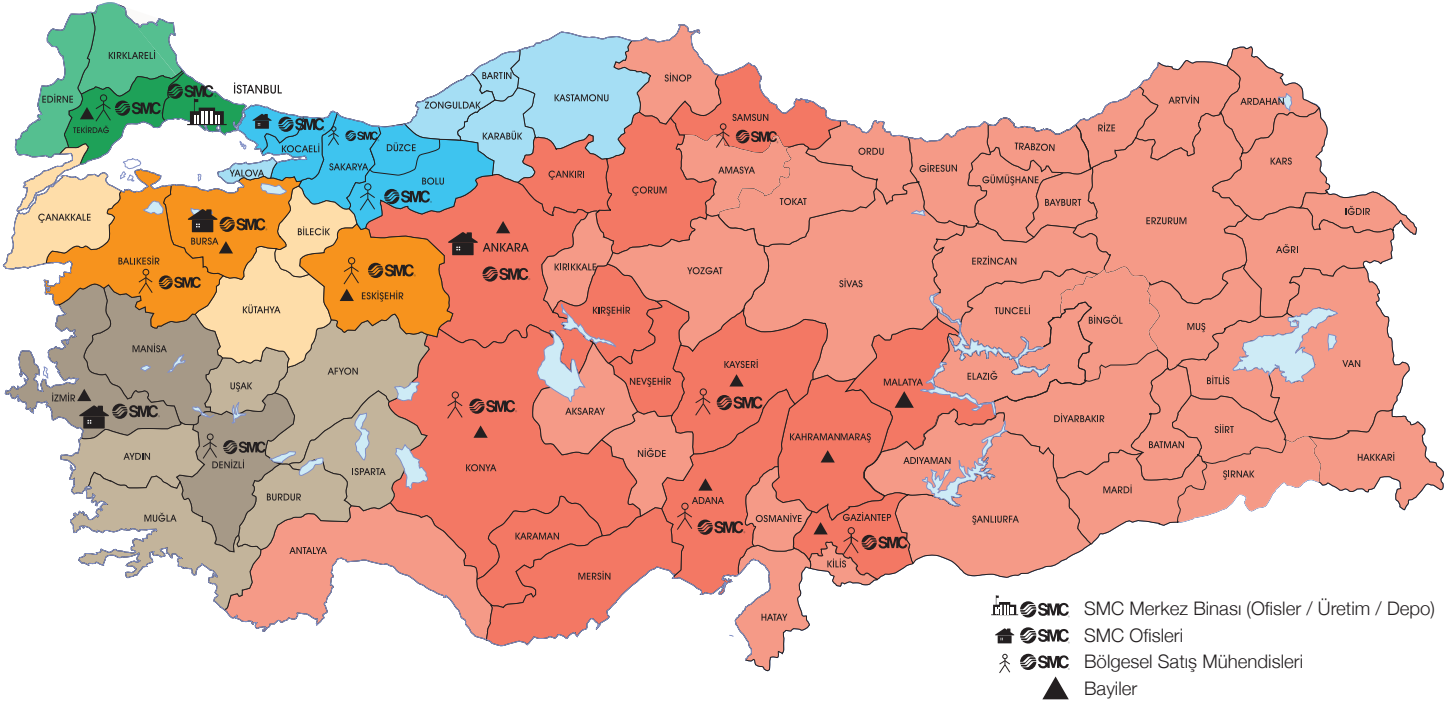 KIRKLARELİ
EDİRNE
TEKİRDAĞ
SMC
SMC
İSTANBUL
SMC
KOCAELİ
SMC
SAKARYA
DÜZCE
BOLU
SMC
YALOVA
ZONGULDAK
BARTIN
KARABÜK
KASTAMONU
SİNOP
SAMSUN
SMC
ÇANKIRI
ÇORUM
AMASYA
TOKAT
ORDU
GİRESUN
TRABZON
GÜMÜŞHANE
BAYBURT
RİZE
ARTVİN
ARDAHAN
KARS
IĞDIR
AĞRI
ERZURUM
ERZİNCAN
ÇANAKKALE
BALIKESİR
SMC
BURSA
SMC
BİLECİK
KÜTAHYA
SMC
ESKİŞEHİR
ANKARA
SMC
KIRIKKALE
YOZGAT
SİVAS
KIRŞEHİR
NEVŞEHİR
KAYSERİ
SMC
TUNCELİ
BİNGÖL
MUŞ
ELAZIĞ
MALATYA
BİTLİS
VAN
MANİSA
UŞAK
AFYON
İZMİR
SMC
AYDIN
SMC
DENİZLİ
MUĞLA
BURDUR
ISPARTA
ANTALYA
SMC
KONYA
AKSARAY
NİĞDE
KARAMAN
MERSİN
ADANA
SMC
OSMANİYE
KAHRAMANMARAŞ
ADIYAMAN
GAZİANTEP
SMC
KİLİS
HATAY
ŞANLIURFA
DİYARBAKIR
BATMAN
SİİRT
MARDİ
ŞIRNAK
HAKKARİ
SMC SMC Merkez Binası (Ofisler / Üretim / Depo)
SMC SMC Ofisleri
SMC Bölgesel Satış Mühendisleri
Bayiler